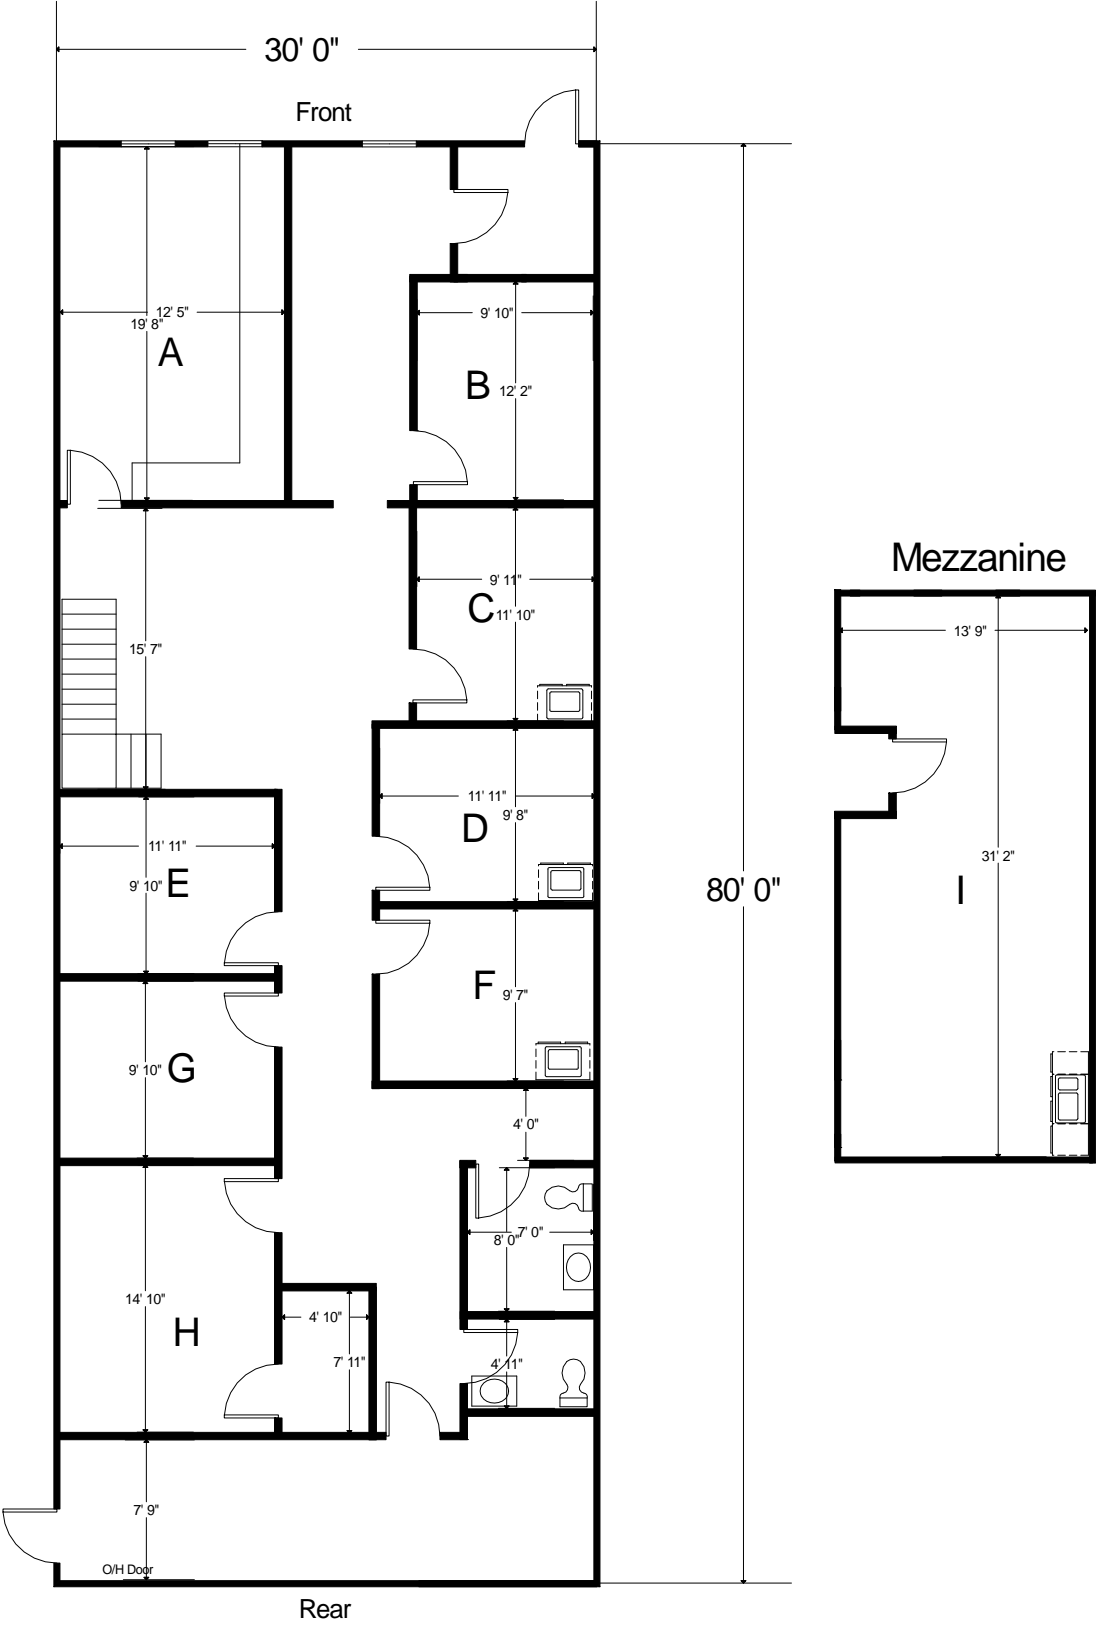 30' 0"
Front
12' 5"
19' 8"
A
9' 10"
B 12' 2"
Mezzanine
9' 11"
C 11' 10"
13' 9"
15' 7"
11' 11"
9' 8"
D
11' 11"
31' 2"
9' 10" E
80' 0"
I
F 9' 7"
9' 10" G
4' 0"
7' 0"
8' 0"
14' 10"
4' 10"
H
7' 11"
4' 11"
7' 9"
O/H Door
Rear